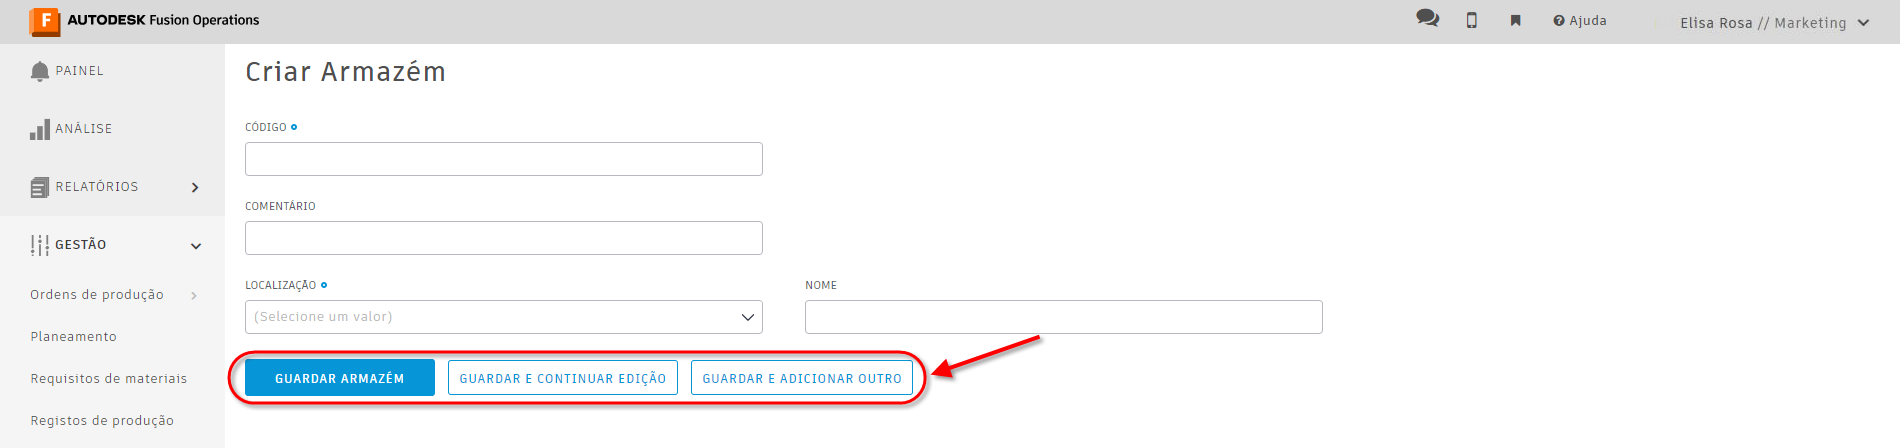 F AUTODESK Fusion Operations
Ajuda
Elisa Rosa // Marketing
PAINEL
ANÁLISE
RELATÓRIOS
GESTÃO
Ordens de produção
Planeamento
Requisitos de materiais
Registos de produção
Criar Armazém
CÓDIGO
COMENTÁRIO
LOCALIZAÇÃO
NOME
(Selecione um valor)
GUARDAR ARMAZÉM
GUARDAR E CONTINUAR EDIÇÃO
GUARDAR E ADICIONAR OUTRO